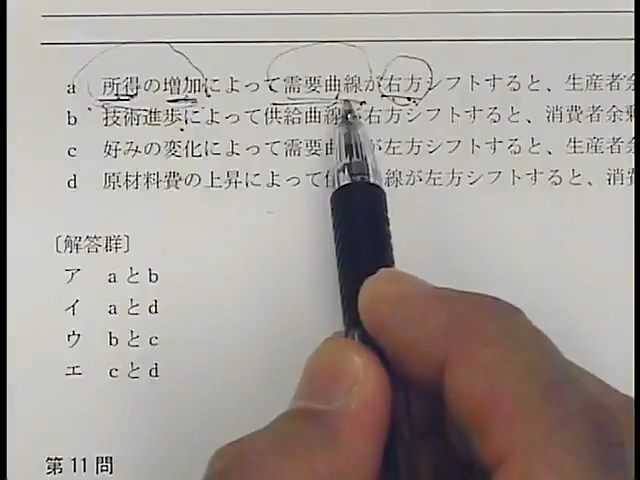 a 所得の増加によって需要曲線が右方シフトすると、生産者余
b 技術進歩によって供給曲線 右方シフトすると、消費者余剰
c 好みの変化によって需要曲 左方シフトすると、生産者余
d 原材料費の上昇によって 線が左方シフトすると、消費
〔解答群〕
ア aとb
イ aとd
ウ bとc
エ cとd
第11問